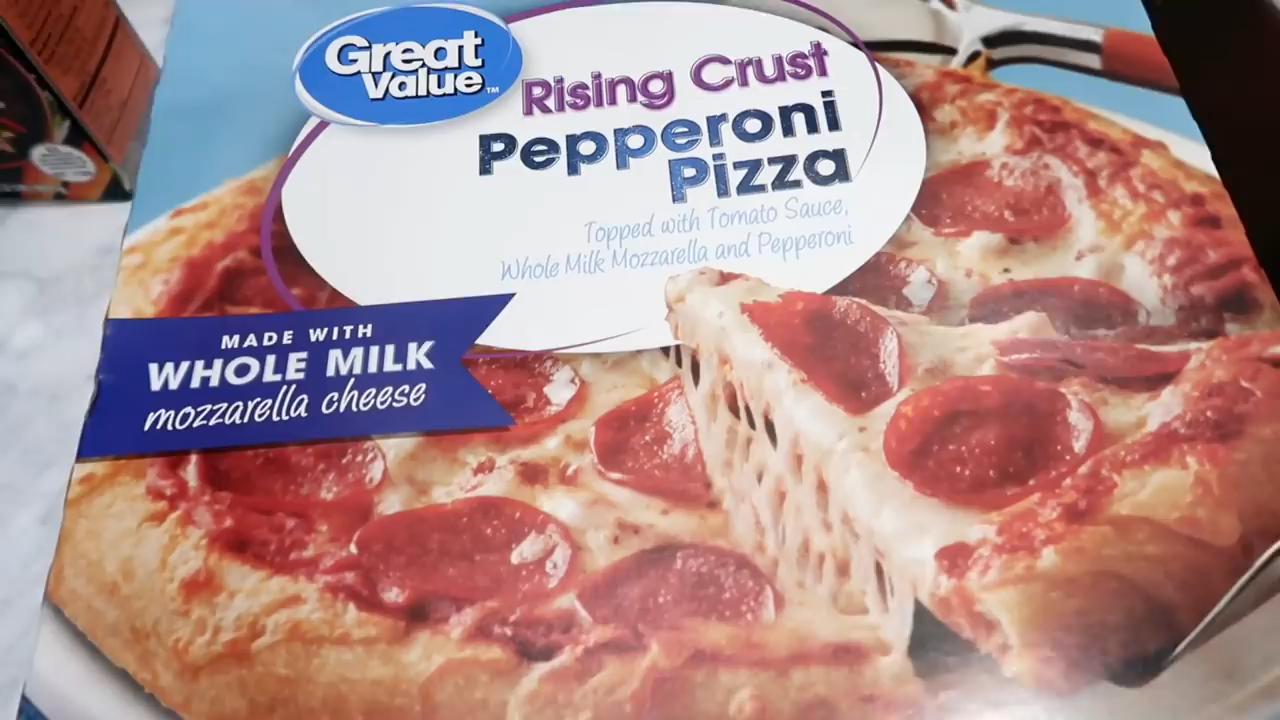 Great
Value™
Rising Crust
Pepperoni
Pizza
Topped with Tomato Sauce,
Whole Milk Mozzarella and Pepperoni
MADE WITH
WHOLE MILK
mozzarella cheese